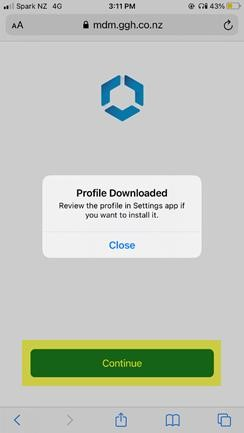 Spark NZ 4G 3:11 PM 43%
AA mdm.ggh.co.nz
Profile Downloaded
Review the profile in Settings app if
you want to install it.
Close
Continue